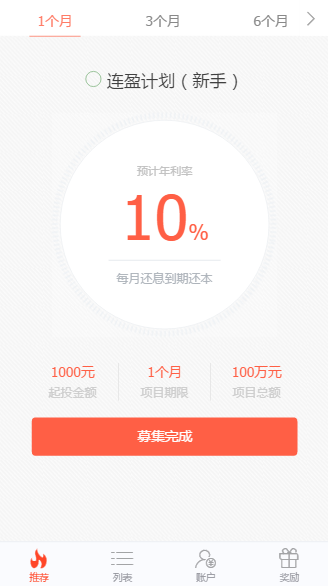 1个月 3个月 6个月
连盈计划（新手）
预计年利率
10%
每月还息到期还本
1000元 1个月 100万元
起投金额 项目期限 项目总额
募集完成
推荐 列表 账户 奖励